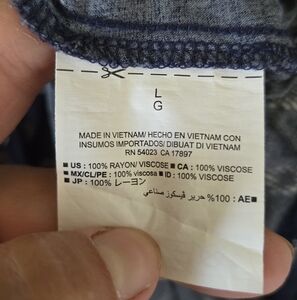 L
G
MADE IN VIETNAM/ HECHO EN VIETNAM CON
INSUMOS IMPORTADOS/ DIBUAT DI VIETNAM
RN 54023 CA 17897
■ US : 100% RAYON/ VISCOSE ■ CA : 100% VISCOSE
■ MX/CL/PE : 100% viscosa ■ ID : 100% VISCOSE
■ JP : 100% レーヨン
■ AE : 100% حرير فيسكوز صناعي